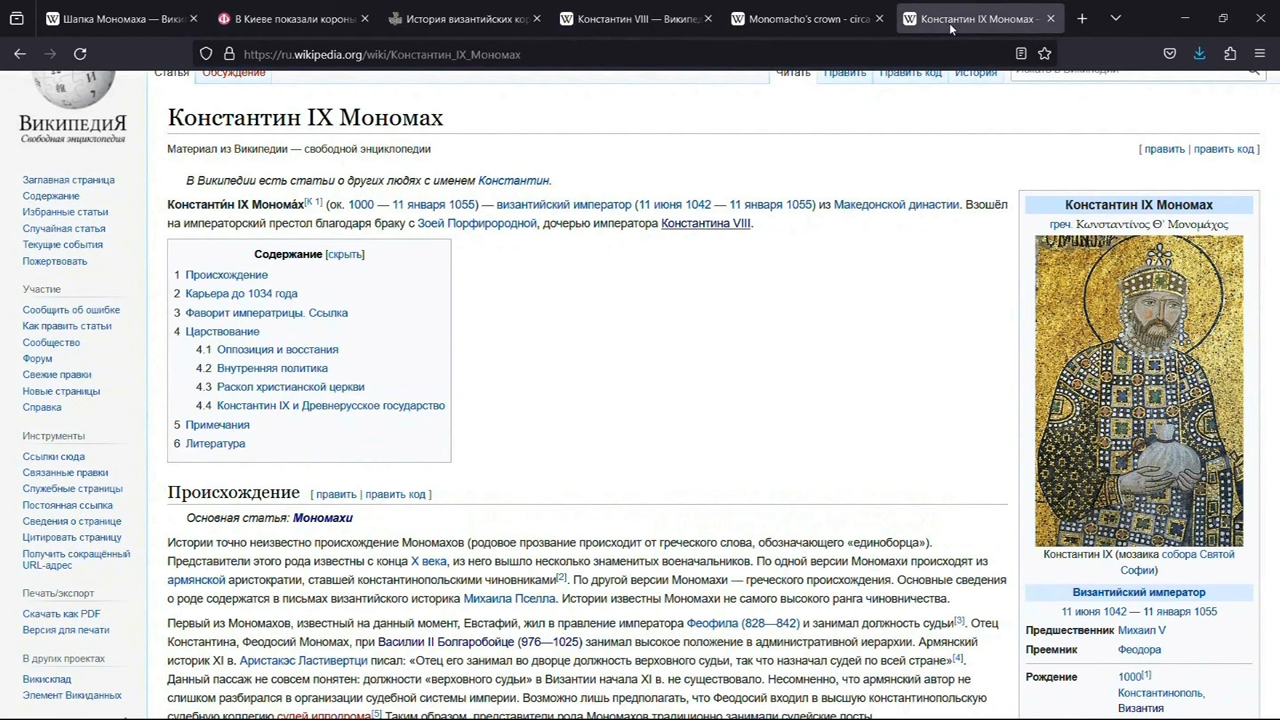 Шапка Мономаха — Вики
В Киеве показали короны
История византийских кор
Константин VIII — Википе
Monomacho's crown - circa
Константин IX Мономах -
https://ru.wikipedia.org/wiki/Константин_IX_Мономах
Статья Обсуждение Читать Править Править код История Искать в Википедии
ВИКИПЕДИЯ
Свободная энциклопедия
Заглавная страница
Содержание
Избранные статьи
Случайная статья
Текущие события
Пожертвовать
Участие
Сообщить об ошибке
Как править статьи
Сообщество
Форум
Свежие правки
Новые страницы
Справка
Инструменты
Ссылки сюда
Связанные правки
Служебные страницы
Постоянная ссылка
Сведения о странице
Цитировать страницу
Получить сокращённый
URL-адрес
Печать/экспорт
Скачать как PDF
Версия для печати
В других проектах
Викисклад
Элемент Викиданных
Константин IX Мономах
Материал из Википедии — свободной энциклопедии
[ править | править код ]
В Википедии есть статьи о других людях с именем Константин.
Константи́н IX Монома́х[К 1] (ок. 1000 — 11 января 1055) — византийский император (11 июня 1042 — 11 января 1055) из Македонской династии. Взошёл
на императорский престол благодаря браку с Зоей Порфирородной, дочерью императора Константина VIII.
Содержание [скрыть]
1 Происхождение
2 Карьера до 1034 года
3 Фаворит императрицы. Ссылка
4 Царствование
4.1 Оппозиция и восстания
4.2 Внутренняя политика
4.3 Раскол христианской церкви
4.4 Константин IX и Древнерусское государство
5 Примечания
6 Литература
Происхождение [ править | править код ]
Основная статья: Мономахи
Истории точно неизвестно происхождение Мономахов (родовое прозвание происходит от греческого слова, обозначающего «единоборца»).
Представители этого рода известны с конца X века, из него вышло несколько знаменитых военачальников. По одной версии Мономахи происходят из
армянской аристократии, ставшей константинопольскими чиновниками[2]. По другой версии Мономахи — греческого происхождения. Основные сведения
о роде содержатся в письмах византийского историка Михаила Пселла. Истории известны Мономахи не самого высокого ранга чиновничества.
Первый из Мономахов, известный на данный момент, Евстафий, жил в правление императора Феофила (828—842) и занимал должность судьи[3]. Отец
Константина, Феодосий Мономах, при Василии II Болгаробойце (976—1025) занимал высокое положение в административной иерархии. Армянский
историк XI в. Аристакэс Ластивертци писал: «Отец его занимал во дворце должность верховного судьи, так что назначал судей по всей стране»[4].
Данный пассаж не совсем понятен: должности «верховного судьи» в Византии начала XI в. не существовало. Несомненно, что армянский автор не
слишком разбирался в организации судебной системы империи. Возможно лишь предполагать, что Феодосий входил в высшую константинопольскую
судебную коллегию судей ипподрома[5] Таким образом, представители рода Мономахов традиционно занимали судейские посты.
Константин IX Мономах
греч. Κωνσταντίνος Θ΄ Μονομάχος
Константин IX (мозаика собора Святой
Софии)
Византийский император
11 июня 1042 — 11 января 1055
Предшественник Михаил V
Преемник Феодора
Рождение 1000[1]
Константинополь,
Византия